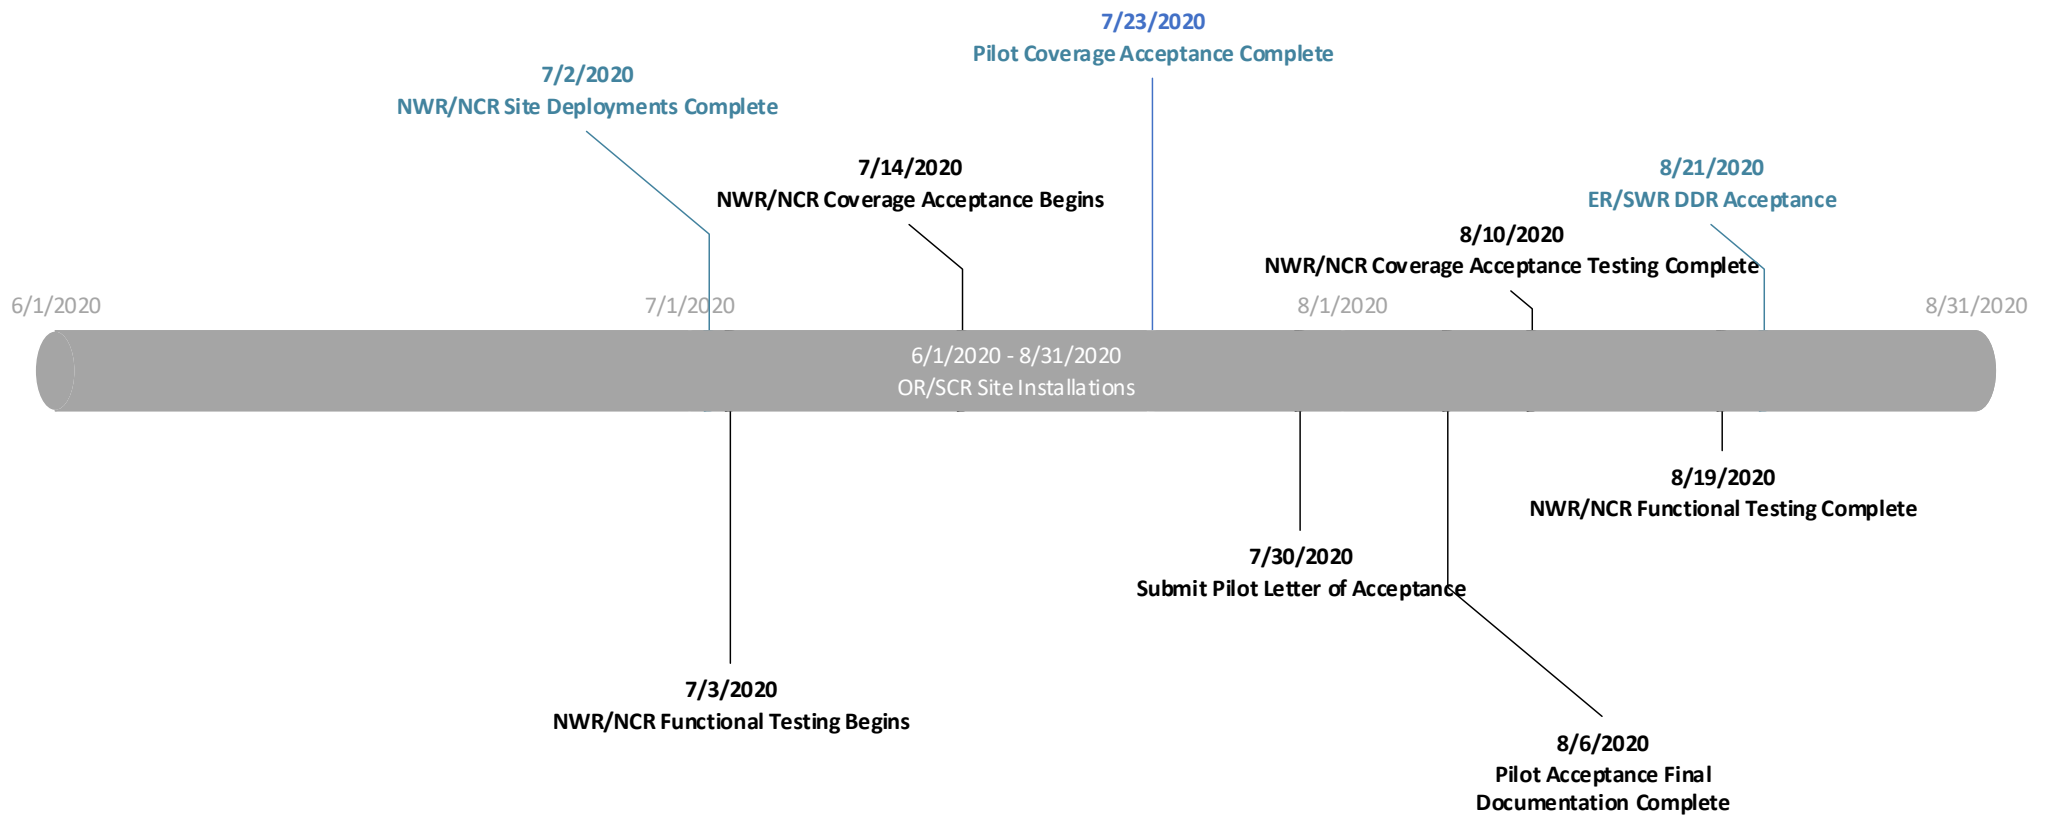 7/23/2020
Pilot Coverage Acceptance Complete
7/2/2020
NWR/NCR Site Deployments Complete
7/14/2020
NWR/NCR Coverage Acceptance Begins
8/21/2020
ER/SWR DDR Acceptance
8/10/2020
NWR/NCR Coverage Acceptance Testing Complete
6/1/2020
7/1/2020
8/1/2020
8/31/2020
6/1/2020 - 8/31/2020
OR/SCR Site Installations
8/19/2020
NWR/NCR Functional Testing Complete
7/30/2020
Submit Pilot Letter of Acceptance
7/3/2020
NWR/NCR Functional Testing Begins
8/6/2020
Pilot Acceptance Final
Documentation Complete